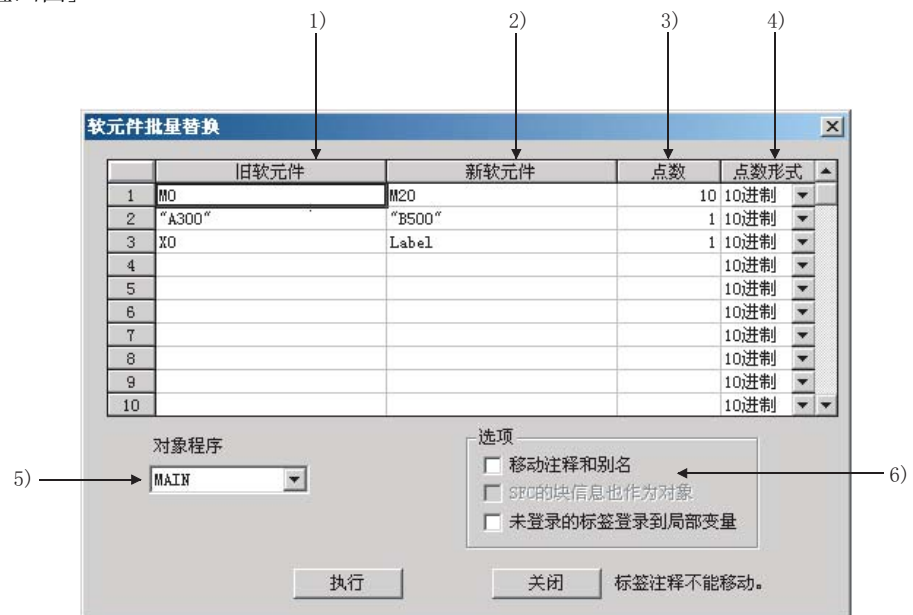 1) 2) 3) 4)
软元件批量替换
旧软元件 新软元件 点数 点数形式
1 M0 M20 10 10进制
2 "A300" "B500" 1 10进制
3 X0 Label 1 10进制
4 10进制
5 10进制
6 10进制
7 10进制
8 10进制
9 10进制
10 10进制
对象程序
选项
5) MAIN
移动注释和别名 6)
SFC的块信息也作为对象
未登录的标签登录到局部变量
执行 关闭 标签注释不能移动。